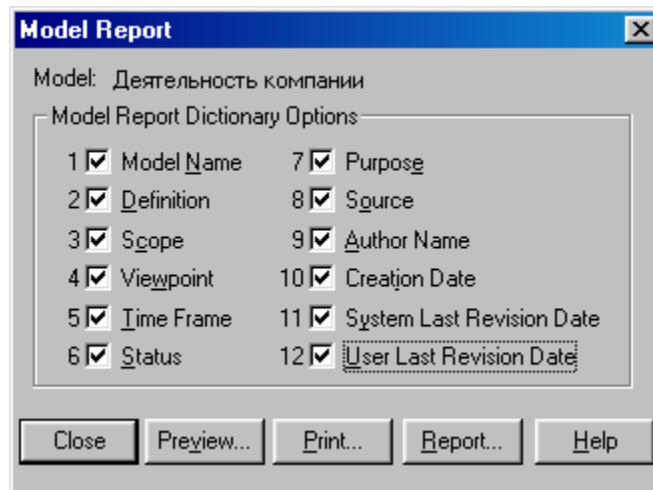 Model Report
Model: Деятельность компании
Model Report Dictionary Options
1 Model Name 7 Purpose
2 Definition 8 Source
3 Scope 9 Author Name
4 Viewpoint 10 Creation Date
5 Time Frame 11 System Last Revision Date
6 Status 12 User Last Revision Date
Close Preview... Print... Report... Help